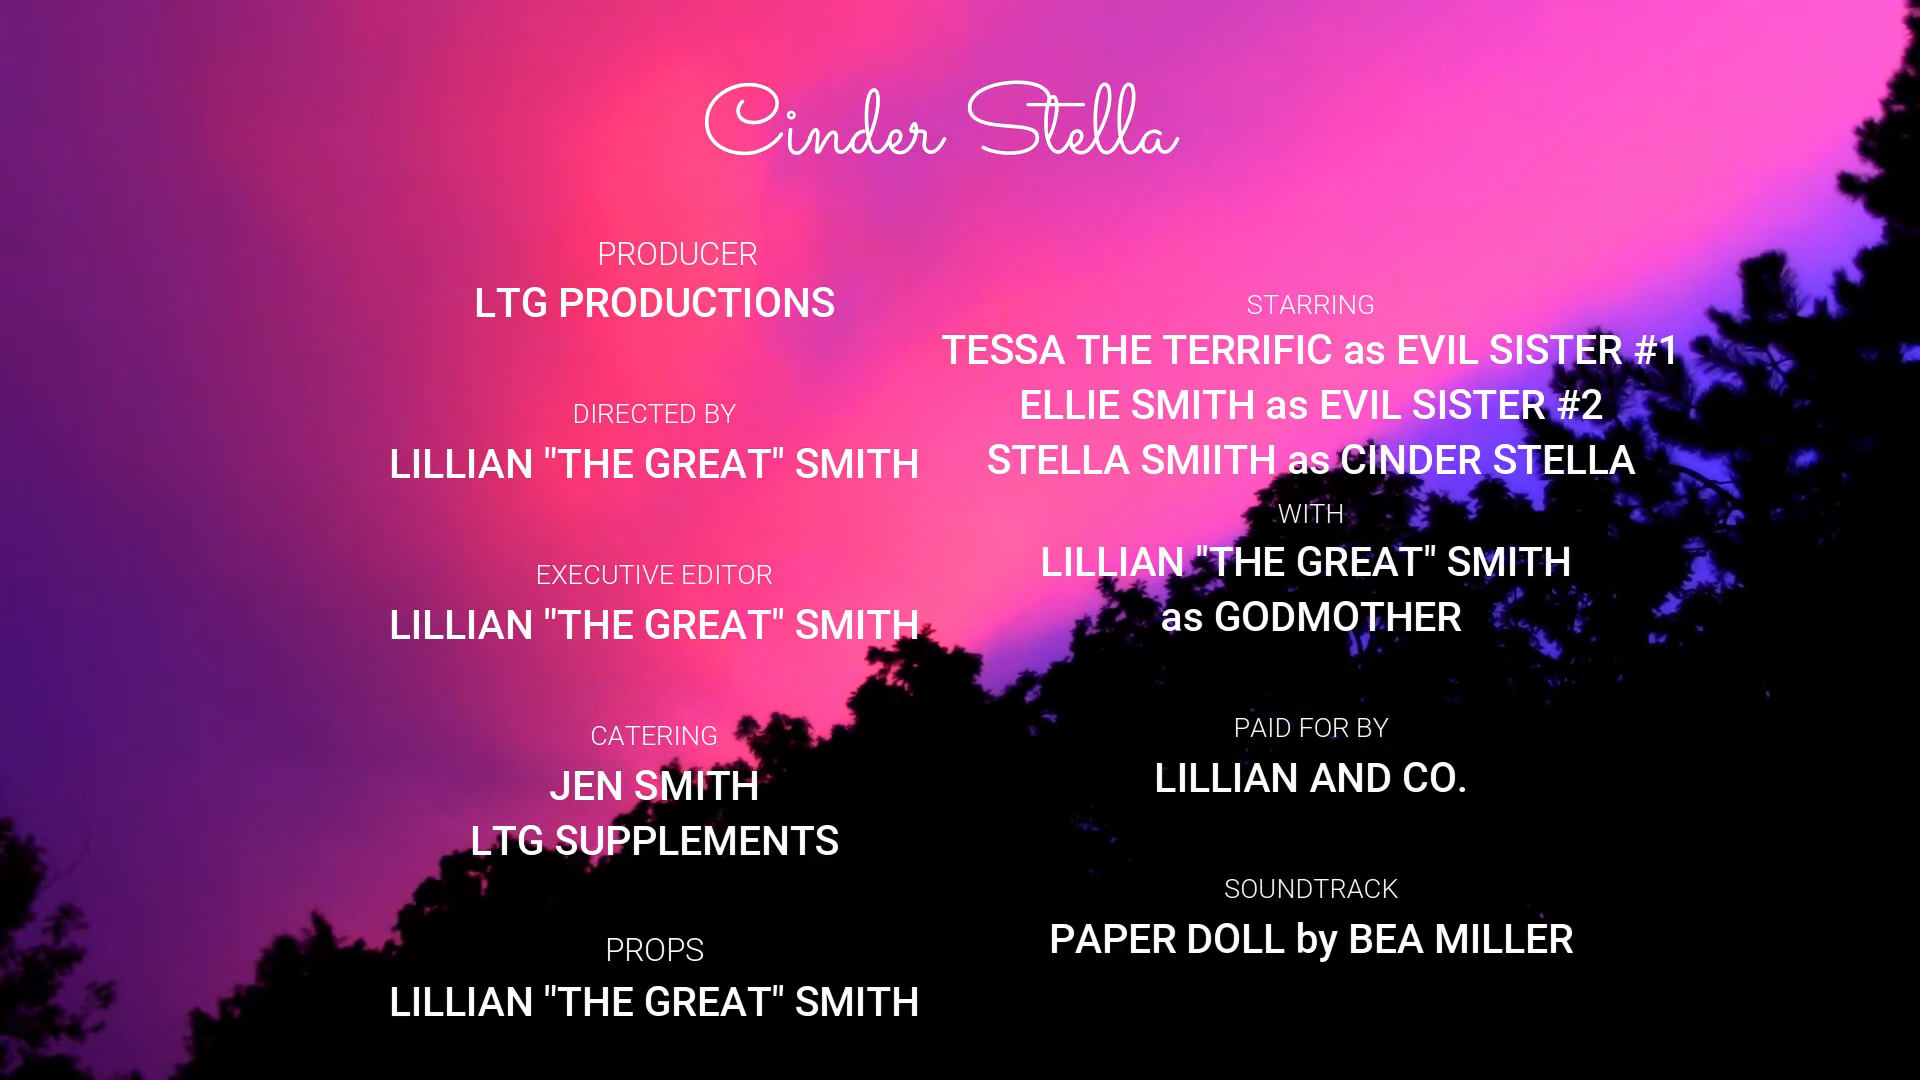 Cinder Stella
PRODUCER
LTG PRODUCTIONS
DIRECTED BY
LILLIAN "THE GREAT" SMITH
EXECUTIVE EDITOR
LILLIAN "THE GREAT" SMITH
CATERING
JEN SMITH
LTG SUPPLEMENTS
PROPS
LILLIAN "THE GREAT" SMITH
STARRING
TESSA THE TERRIFIC as EVIL SISTER #1
ELLIE SMITH as EVIL SISTER #2
STELLA SMIITH as CINDER STELLA
WITH
LILLIAN "THE GREAT" SMITH
as GODMOTHER
PAID FOR BY
LILLIAN AND CO.
SOUNDTRACK
PAPER DOLL by BEA MILLER